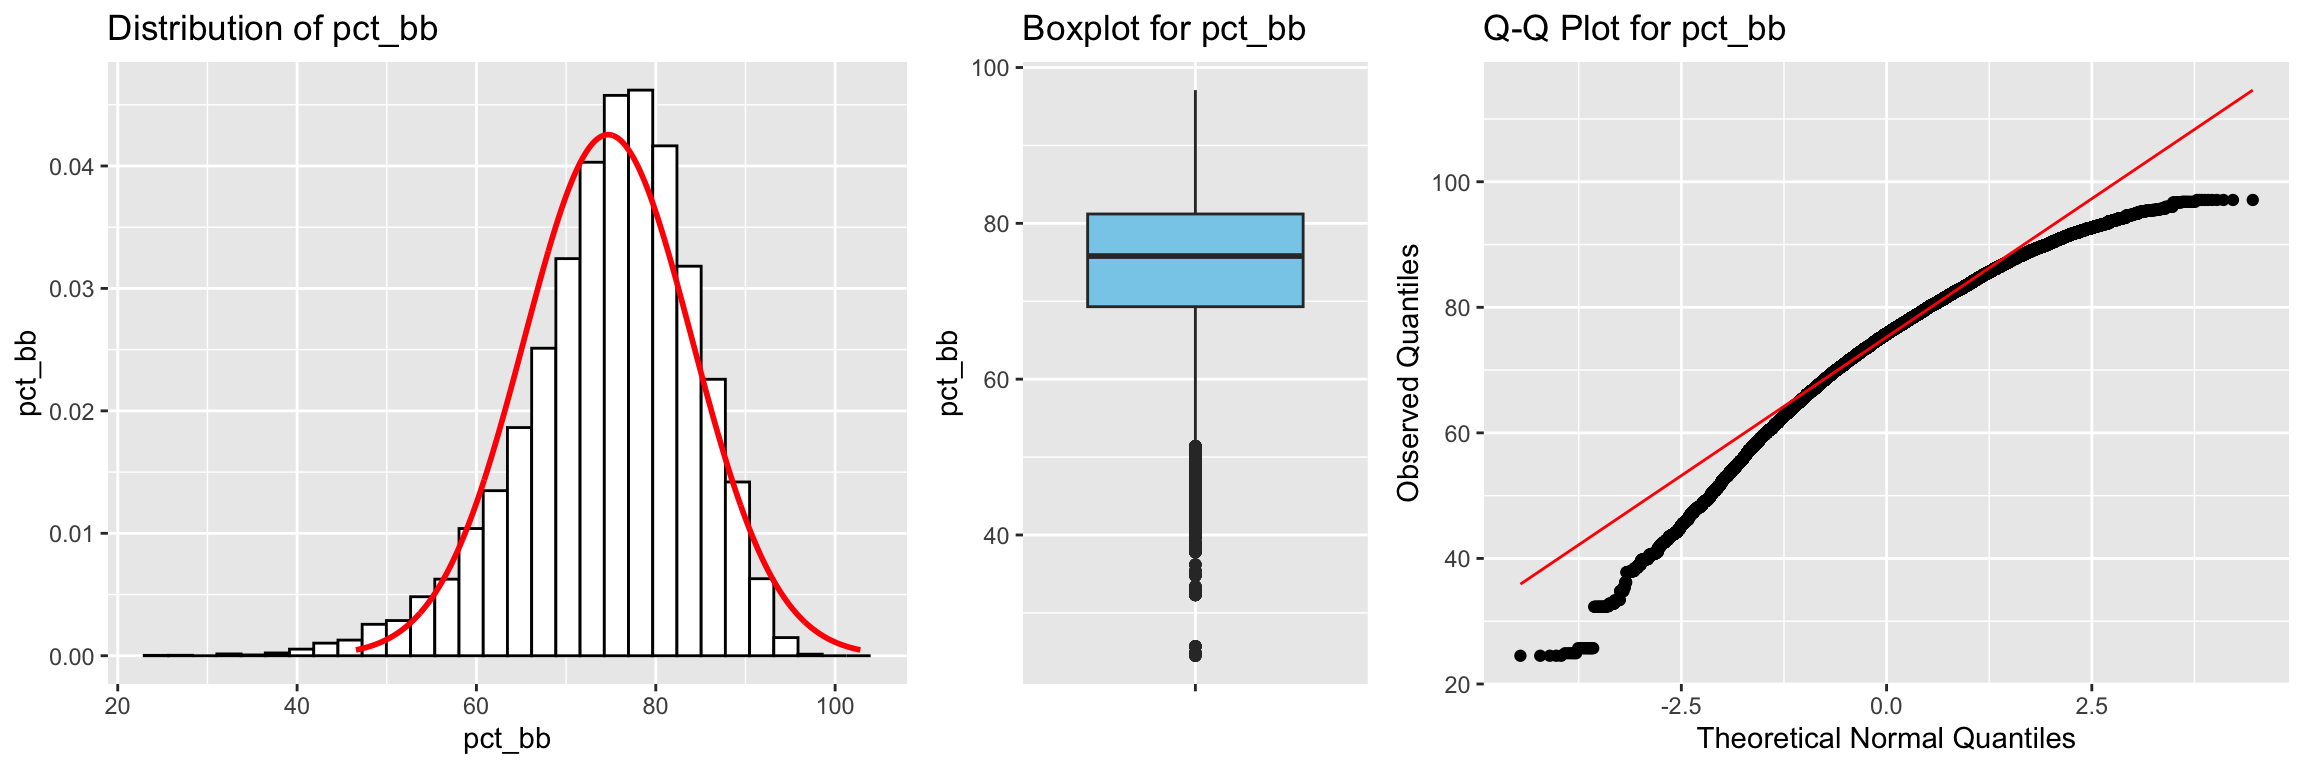 Distribution of pct_bb
pct_bb
0.04
0.03
0.02
0.01
0.00
20 40 60 80 100
pct_bb
Boxplot for pct_bb
pct_bb
100
80
60
40
Q-Q Plot for pct_bb
Observed Quantiles
100
80
60
40
20
-2.5 0.0 2.5
Theoretical Normal Quantiles